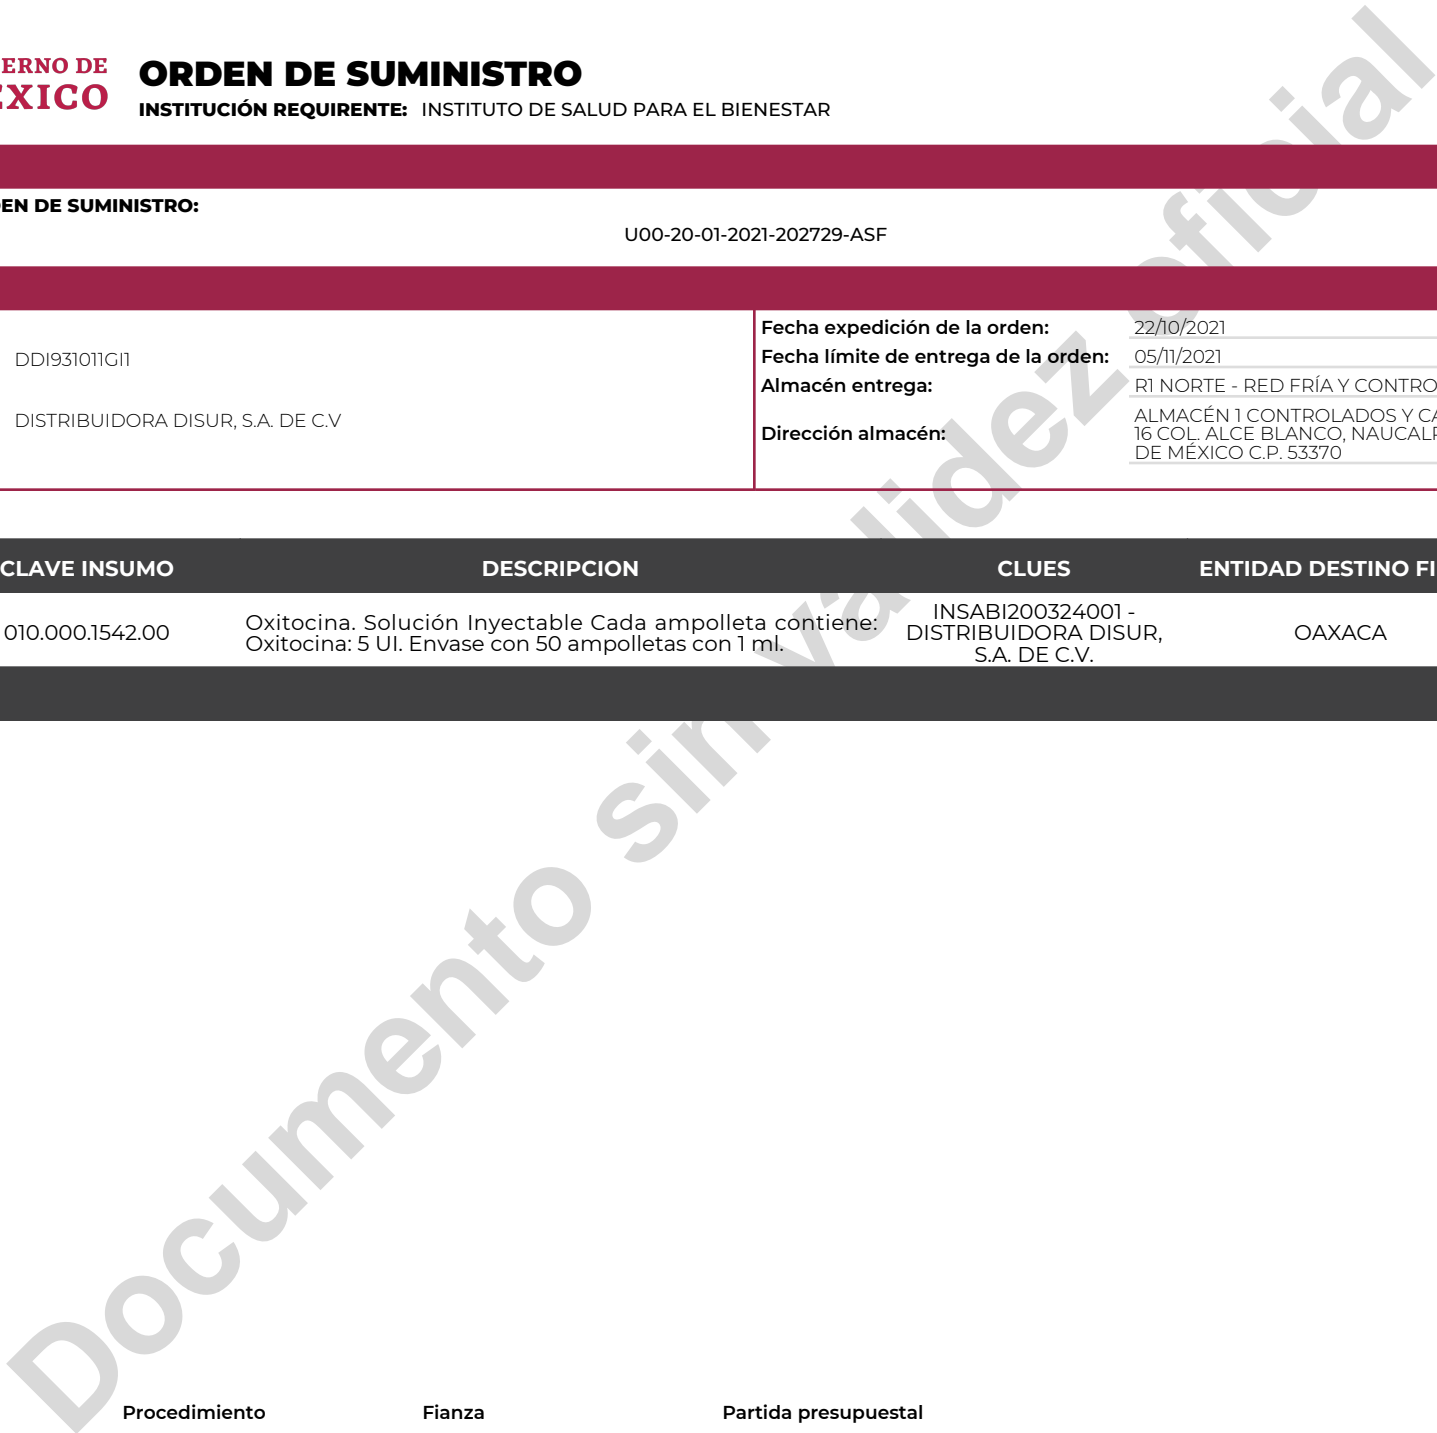 ERNO DE
ÉXICO
ORDEN DE SUMINISTRO
INSTITUCIÓN REQUIRENTE: INSTITUTO DE SALUD PARA EL BIENESTAR
EN DE SUMINISTRO:
U00-20-01-2021-202729-ASF
DDI931011GI1
DISTRIBUIDORA DISUR, S.A. DE C.V
Fecha expedición de la orden: 22/10/2021
Fecha límite de entrega de la orden: 05/11/2021
Almacén entrega: R1 NORTE - RED FRÍA Y CONTRO
Dirección almacén:
ALMACÉN 1 CONTROLADOS Y CA
16 COL. ALCE BLANCO, NAUCALP
DE MÉXICO C.P. 53370
CLAVE INSUMO DESCRIPCION CLUES ENTIDAD DESTINO FI
010.000.1542.00
Oxitocina. Solución Inyectable Cada ampolleta contiene:
Oxitocina: 5 UI. Envase con 50 ampolletas con 1 ml.
INSABI200324001 -
DISTRIBUIDORA DISUR,
S.A. DE C.V.
OAXACA
Documento sin validez oficial
Procedimiento Fianza Partida presupuestal